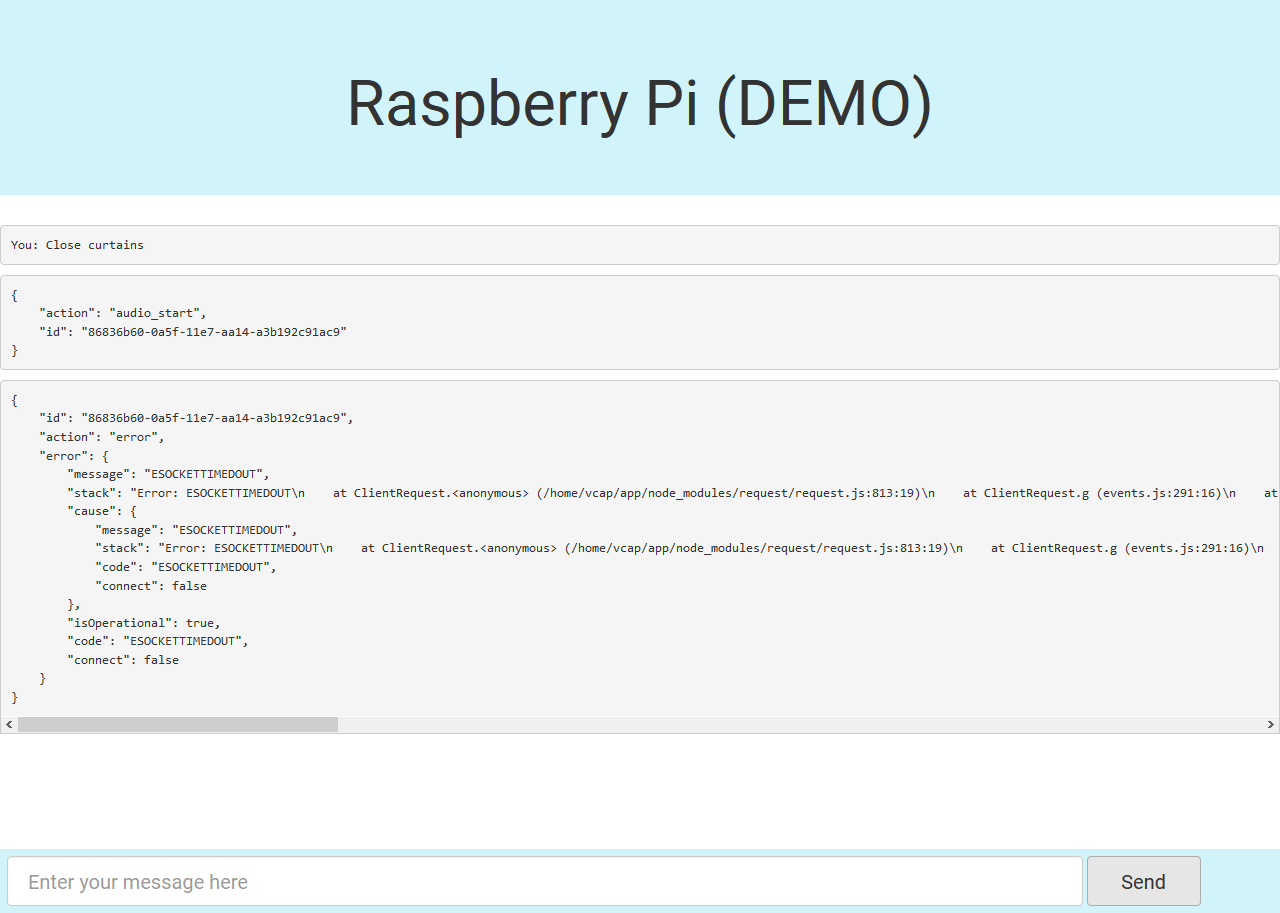 Raspberry Pi (DEMO)
You: Close curtains
{
    "action": "audio_start",
    "id": "86836b60-0a5f-11e7-aa14-a3b192c91ac9"
}
{
    "id": "86836b60-0a5f-11e7-aa14-a3b192c91ac9",
    "action": "error",
    "error": {
        "message": "ESOCKETTIMEDOUT",
        "stack": "Error: ESOCKETTIMEDOUT\n    at ClientRequest.<anonymous> (/home/vcap/app/node_modules/request/request.js:813:19)\n    at ClientRequest.g (events.js:291:16)\n    at
        "cause": {
            "message": "ESOCKETTIMEDOUT",
            "stack": "Error: ESOCKETTIMEDOUT\n    at ClientRequest.<anonymous> (/home/vcap/app/node_modules/request/request.js:813:19)\n    at ClientRequest.g (events.js:291:16)\n
            "code": "ESOCKETTIMEDOUT",
            "connect": false
        },
        "isOperational": true,
        "code": "ESOCKETTIMEDOUT",
        "connect": false
    }
}
Enter your message here
Send